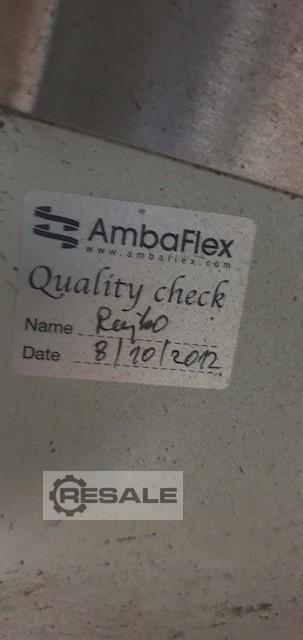 AmbaFlex
www.ambaflex.com
Quality check
Name
Date 8/10/2012
RESALE